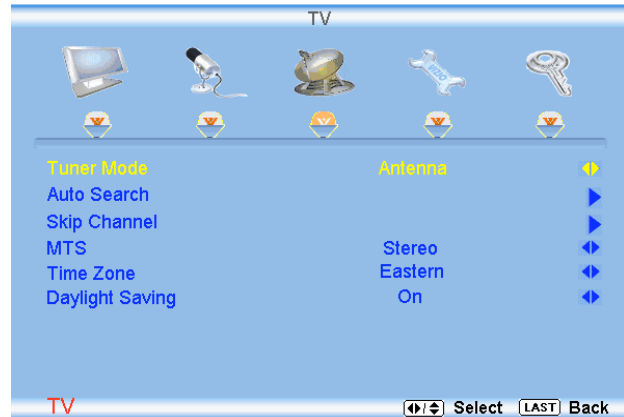 TV
Tuner Mode Antenna
Auto Search
Skip Channel
MTS Stereo
Time Zone Eastern
Daylight Saving On
TV Select LAST Back